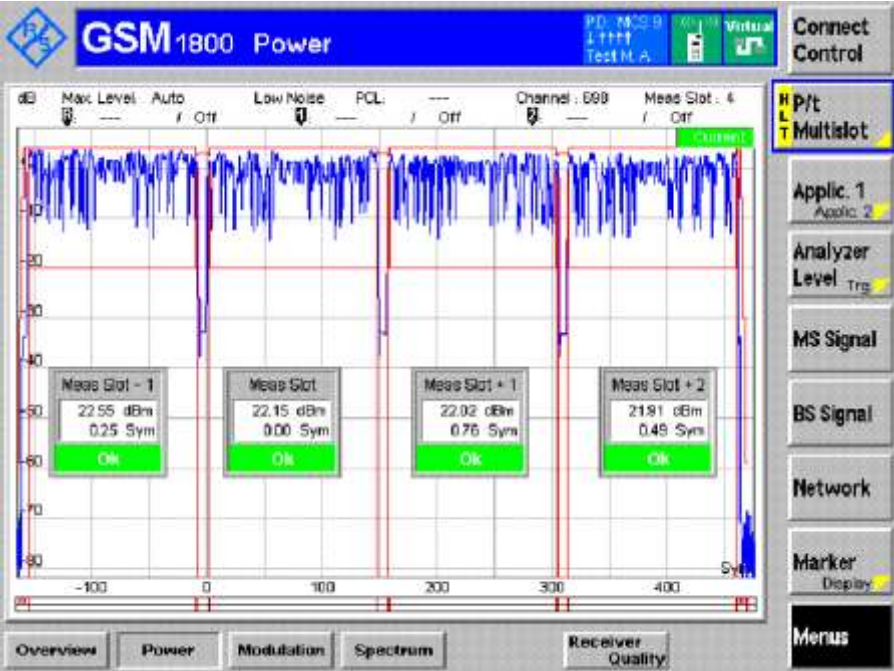 GSM 1800 Power
P.D. MCS 9
Test M. A.
Virtual
Connect
Control
dB Max. Level Auto Low Noise PCL: --- Channel : 698 Meas Slot : 4
--- / Off 1 --- / Off 2 --- / Off
Current
H
L
T
P/t
Multislot
Applic. 1
Applic. 2
Analyzer
Level Trg
MS Signal
BS Signal
Network
Marker
Display
Menus
-10
-20
-30
-40
-50
-60
-70
-80
Meas Slot - 1
22.55 dBm
0.25 Sym
Ok
Meas Slot
22.15 dBm
0.00 Sym
Ok
Meas Slot + 1
22.02 dBm
0.76 Sym
Ok
Meas Slot + 2
21.91 dBm
0.49 Sym
Ok
Sym
-100 0 100 200 300 400
Overview Power Modulation Spectrum Receiver
Quality